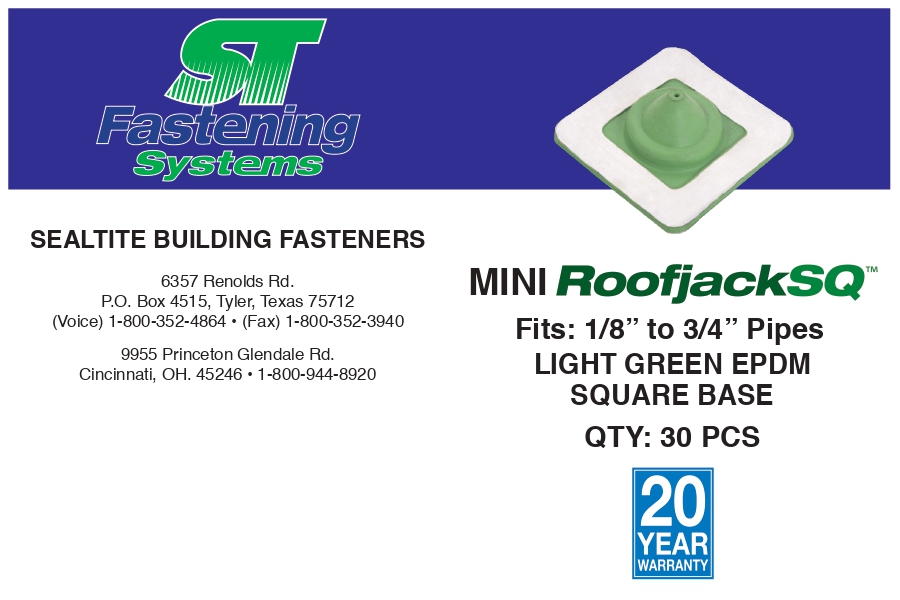 ST
Fastening
Systems
SEALTITE BUILDING FASTENERS
6357 Renolds Rd.
P.O. Box 4515, Tyler, Texas 75712
(Voice) 1-800-352-4864 • (Fax) 1-800-352-3940
9955 Princeton Glendale Rd.
Cincinnati, OH. 45246 • 1-800-944-8920
MINI RoofjackSQ™
Fits: 1/8” to 3/4” Pipes
LIGHT GREEN EPDM
SQUARE BASE
QTY: 30 PCS
20
YEAR
WARRANTY